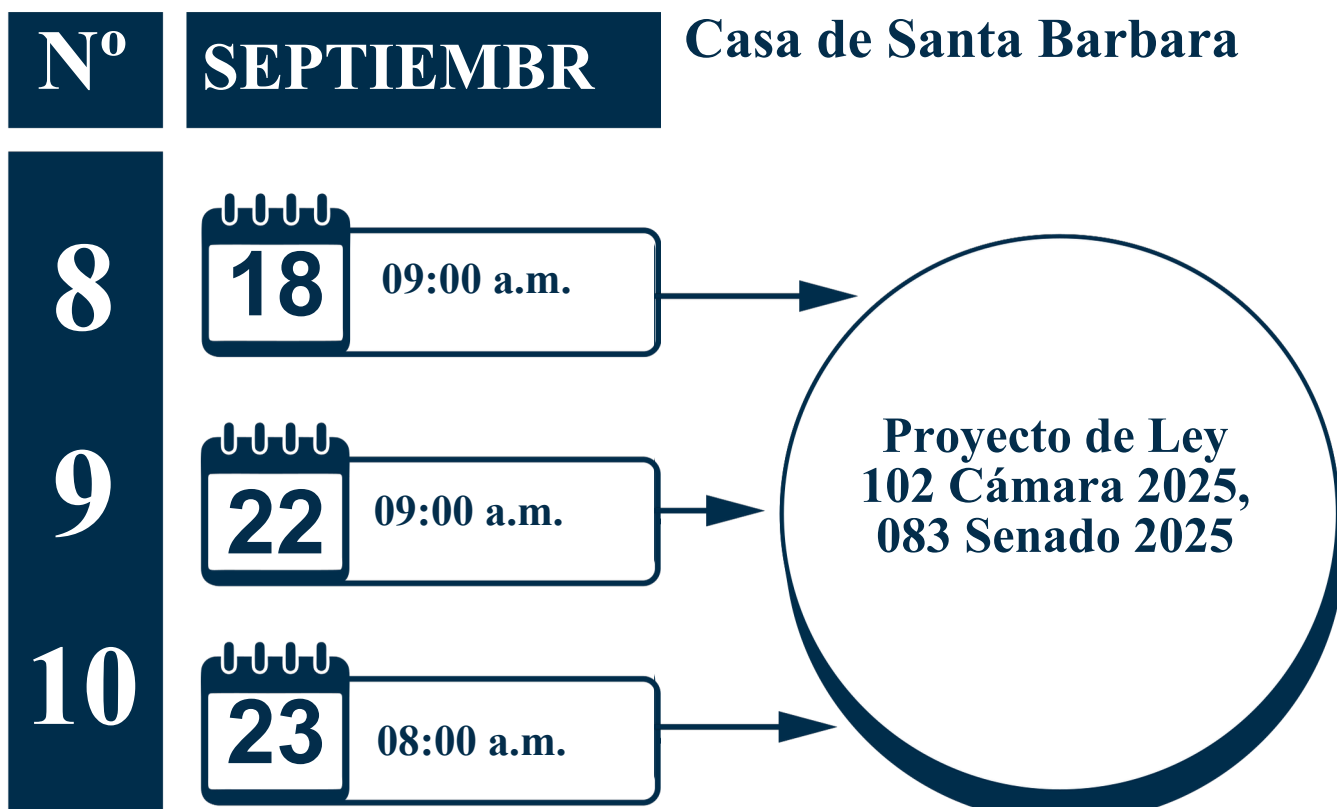 Nº
SEPTIEMBR
Casa de Santa Barbara
8
18
09:00 a.m.
9
22
09:00 a.m.
10
23
08:00 a.m.
Proyecto de Ley
102 Cámara 2025,
083 Senado 2025